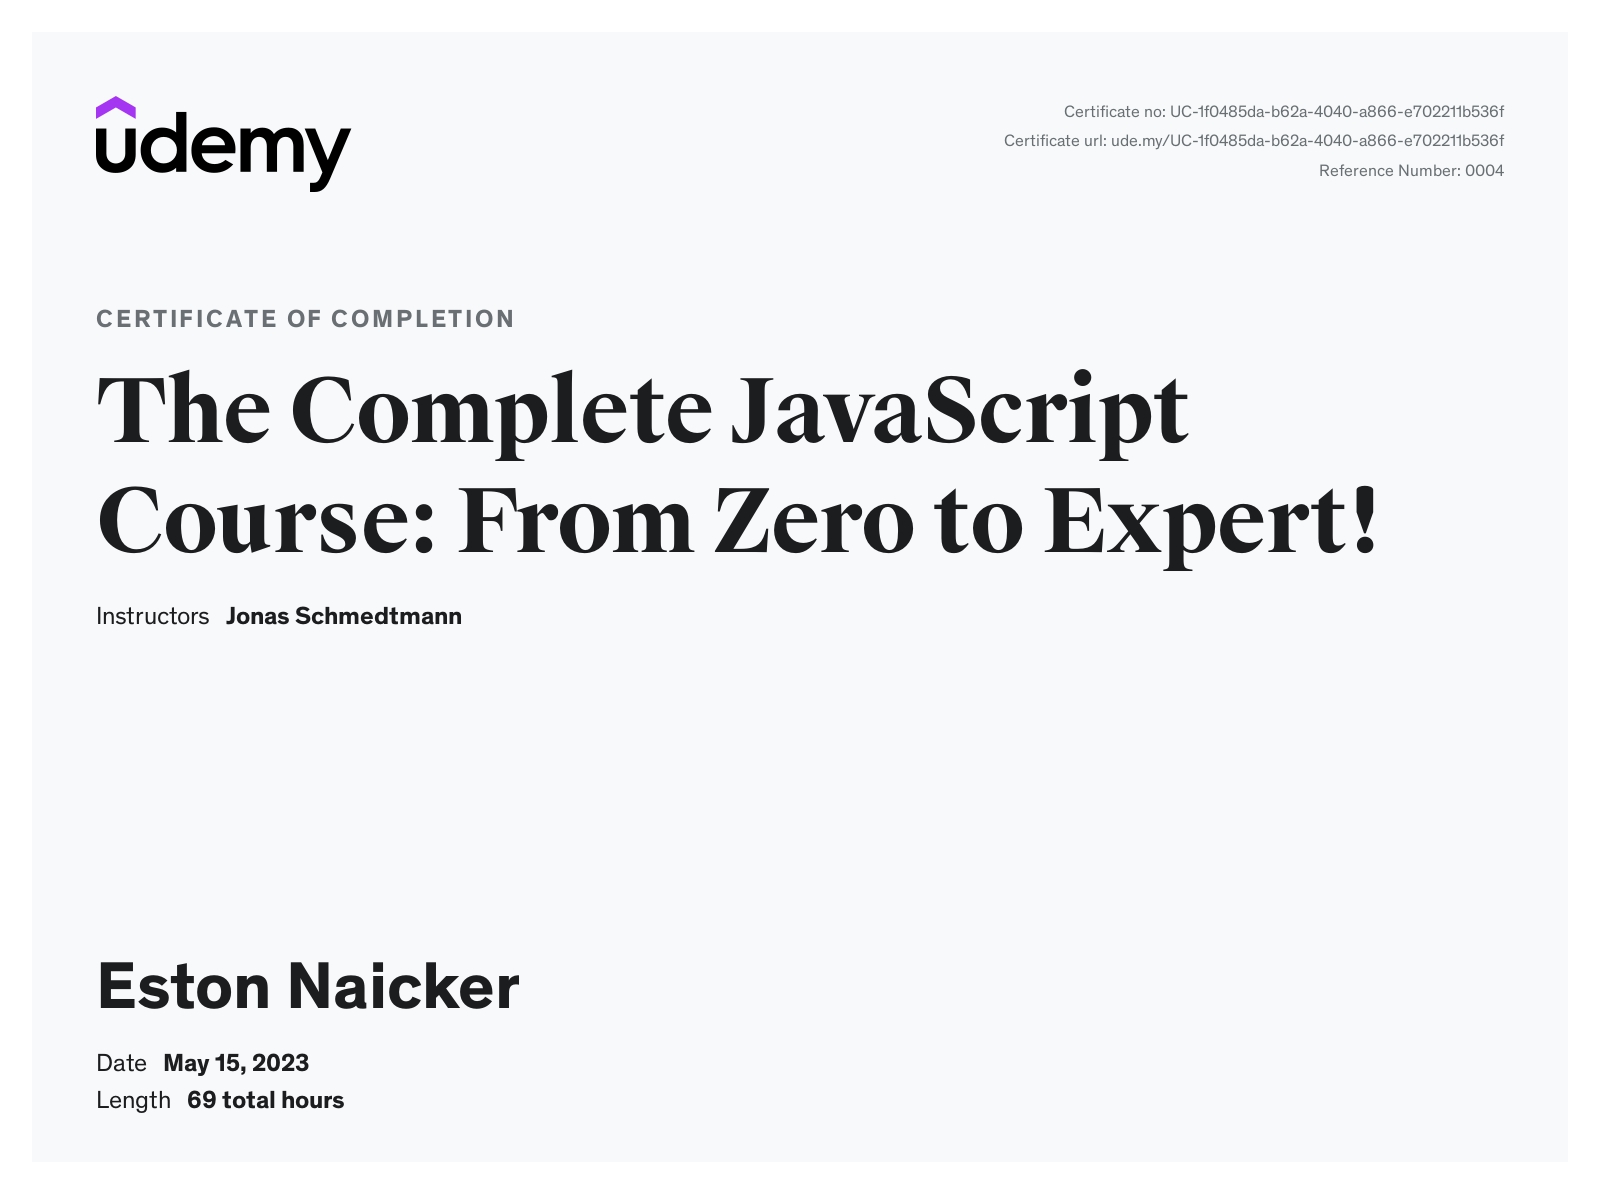 udemy
Certificate no: UC-1f0485da-b62a-4040-a866-e702211b536f
Certificate url: ude.my/UC-1f0485da-b62a-4040-a866-e702211b536f
Reference Number: 0004
CERTIFICATE OF COMPLETION
The Complete JavaScript
Course: From Zero to Expert!
Instructors Jonas Schmedtmann
Eston Naicker
Date May 15, 2023
Length 69 total hours